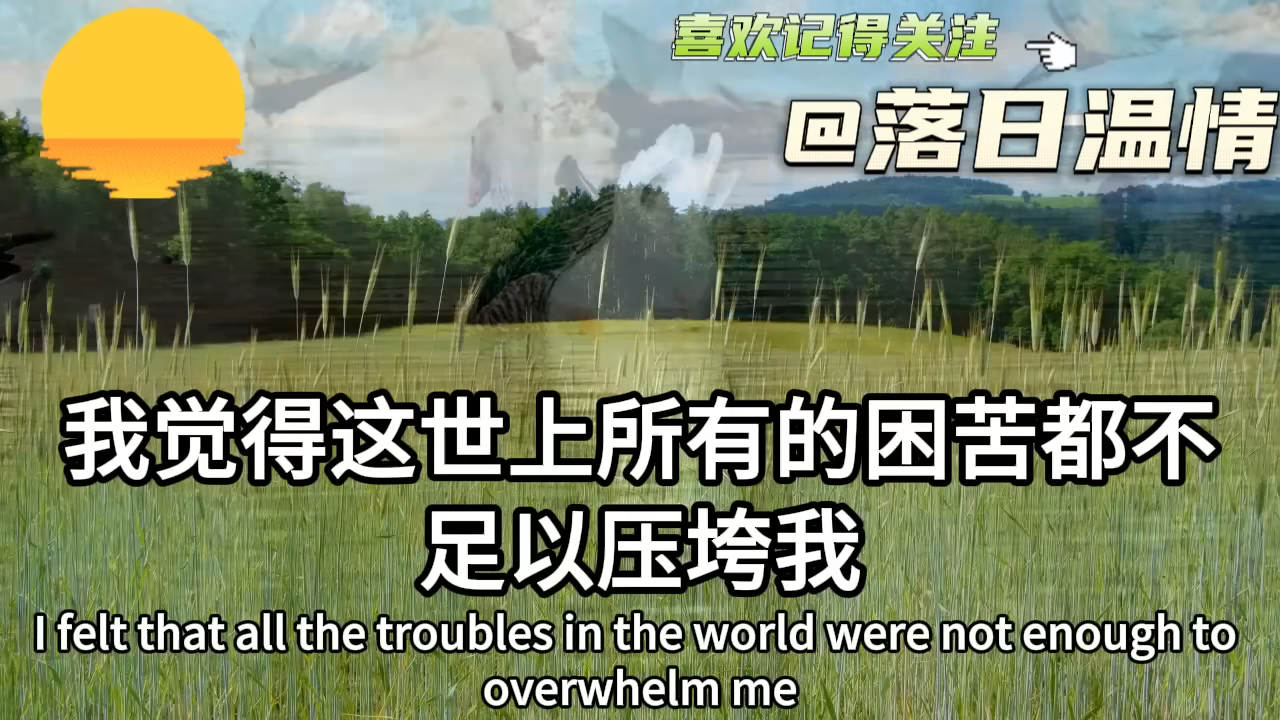 喜欢记得关注
@落日温情
我觉得这世上所有的困苦都不
足以压垮我
I felt that all the troubles in the world were not enough to
overwhelm me